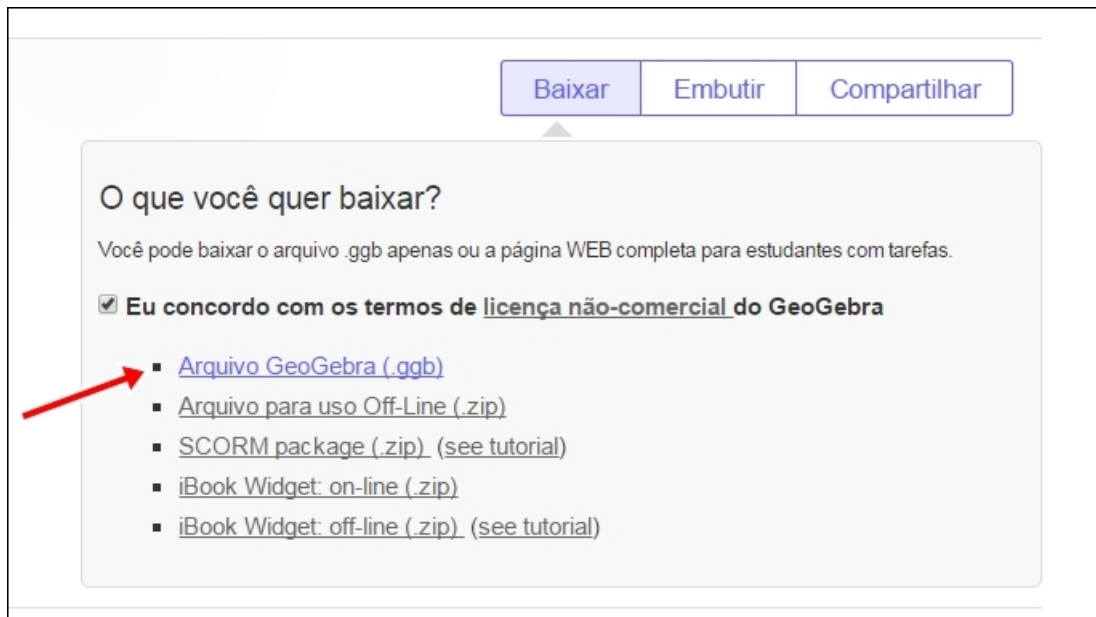 Baixar Embutir Compartilhar
O que você quer baixar?
Você pode baixar o arquivo .ggb apenas ou a página WEB completa para estudantes com tarefas.
Eu concordo com os termos de licença não-comercial do GeoGebra
Arquivo GeoGebra (.ggb)
Arquivo para uso Off-Line (.zip)
SCORM package (.zip) (see tutorial)
iBook Widget: on-line (.zip)
iBook Widget: off-line (.zip) (see tutorial)